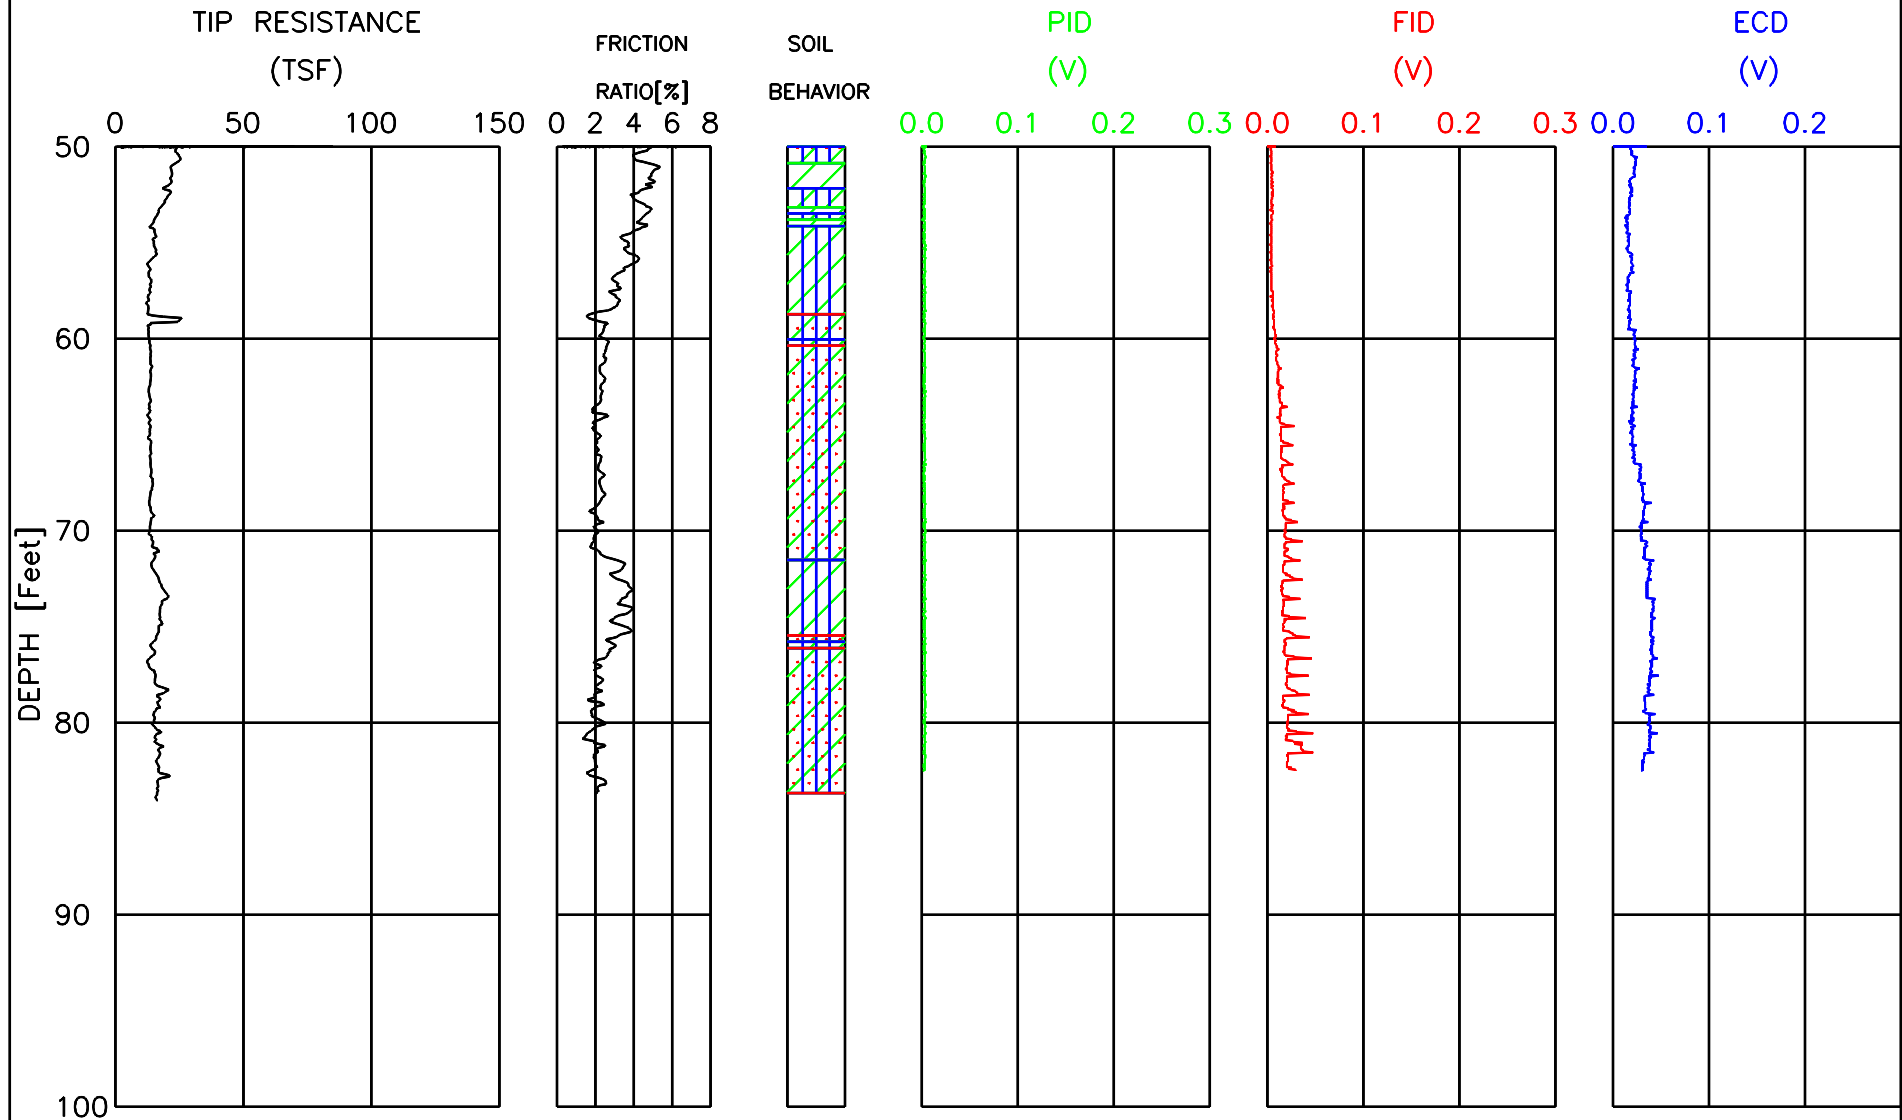 TIP RESISTANCE
(TSF)
FRICTION
RATIO[%]
SOIL
BEHAVIOR
PID
(V)
FID
(V)
ECD
(V)
0 50 100 150
0 2 4 6 8
0.0 0.1 0.2 0.3
0.0 0.1 0.2 0.3
0.0 0.1 0.2
50
60
70
80
90
100
DEPTH [Feet]